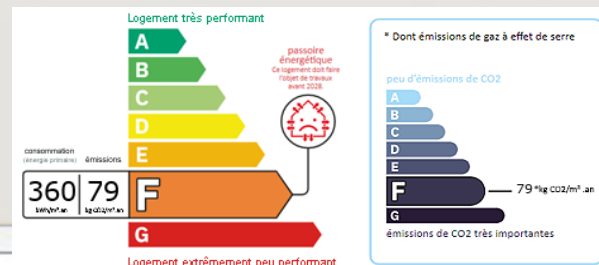 Logement très performant
A
B
C
D
E
F
G
passoire
énergétique
Ce logement doit faire
l'objet de travaux
avant 2028.
consommation
(énergie primaire)
émissions
360
kWh/m².an
79
kg CO2/m².an
Logement extrêmement peu performant
* Dont émissions de gaz à effet de serre
peu d'émissions de CO2
A
B
C
D
E
F
G
79 *kg CO2/m².an
émissions de CO2 très importantes